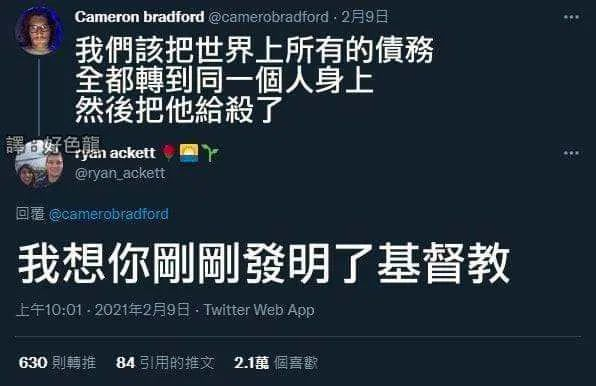 Cameron bradford @camerobradford · 2月9日
我們該把世界上所有的債務
全都轉到同一個人身上
然後把他給殺了
譯：好色龍
ryan ackett
@ryan_ackett
回覆 @camerobradford
我想你剛剛發明了基督教
上午10:01 · 2021年2月9日 · Twitter Web App
630 則轉推 84 引用的推文 2.1萬 個喜歡